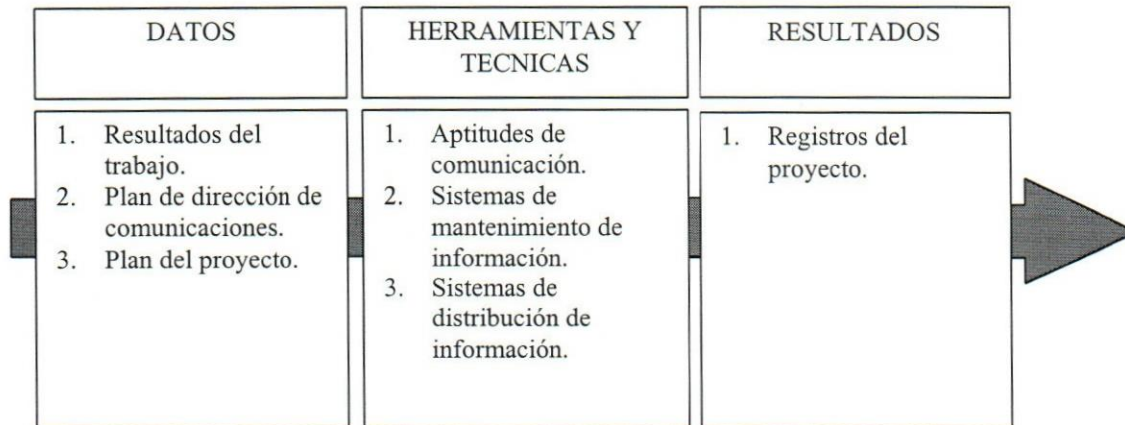 DATOS
HERRAMIENTAS Y
TECNICAS
RESULTADOS
1. Resultados del
trabajo.
2. Plan de dirección de
comunicaciones.
3. Plan del proyecto.
1. Aptitudes de
comunicación.
2. Sistemas de
mantenimiento de
información.
3. Sistemas de
distribución de
información.
1. Registros del
proyecto.